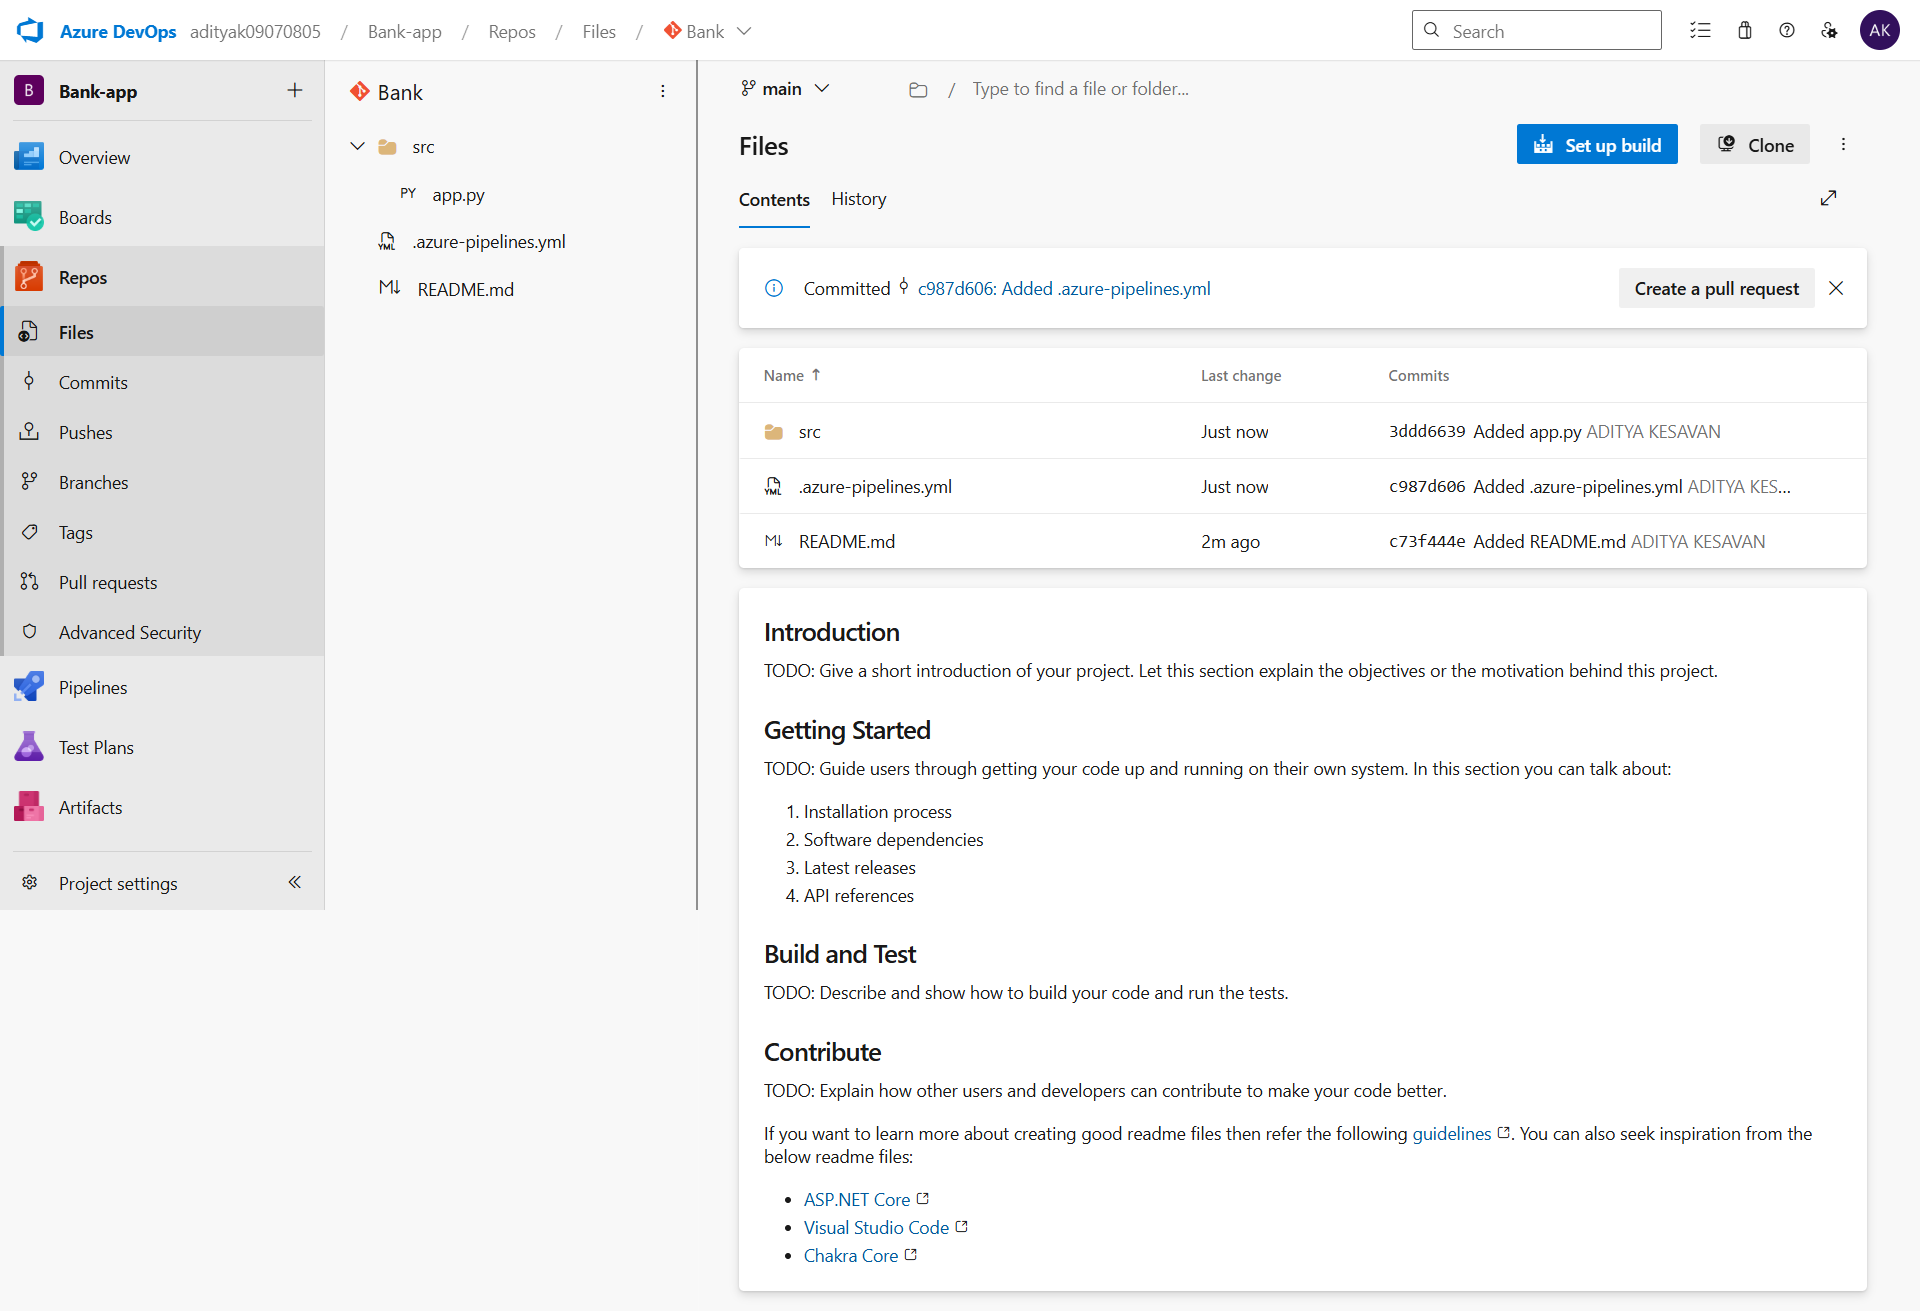 Azure DevOps adityak09070805 / Bank-app / Repos / Files / Bank
Search
AK
B Bank-app
Overview
Boards
Repos
Files
Commits
Pushes
Branches
Tags
Pull requests
Advanced Security
Pipelines
Test Plans
Artifacts
Project settings
Bank
src
PY app.py
YML .azure-pipelines.yml
M↓ README.md
main
/ Type to find a file or folder...
Files
Set up build
Clone
Contents History
Committed c987d606: Added .azure-pipelines.yml
Create a pull request
Name ↑ Last change Commits
src Just now 3ddd6639 Added app.py ADITYA KESAVAN
YML .azure-pipelines.yml Just now c987d606 Added .azure-pipelines.yml ADITYA KES...
M↓ README.md 2m ago c73f444e Added README.md ADITYA KESAVAN
Introduction
TODO: Give a short introduction of your project. Let this section explain the objectives or the motivation behind this project.
Getting Started
TODO: Guide users through getting your code up and running on their own system. In this section you can talk about:
1. Installation process
2. Software dependencies
3. Latest releases
4. API references
Build and Test
TODO: Describe and show how to build your code and run the tests.
Contribute
TODO: Explain how other users and developers can contribute to make your code better.
If you want to learn more about creating good readme files then refer the following guidelines. You can also seek inspiration from the
below readme files:
• ASP.NET Core
• Visual Studio Code
• Chakra Core